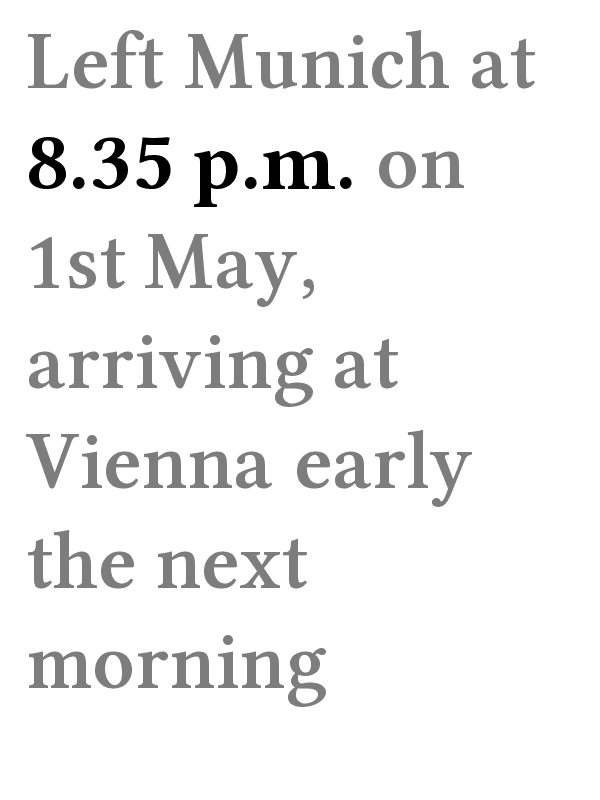 Left Munich at
8.35 p.m. on
1st May,
arriving at
Vienna early
the next
morning